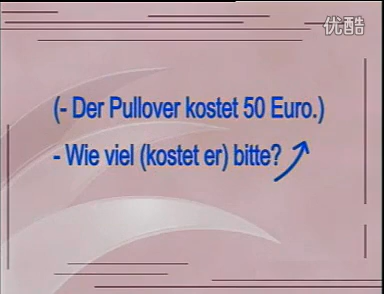 优酷
(- Der Pullover kostet 50 Euro.)
- Wie viel (kostet er) bitte?